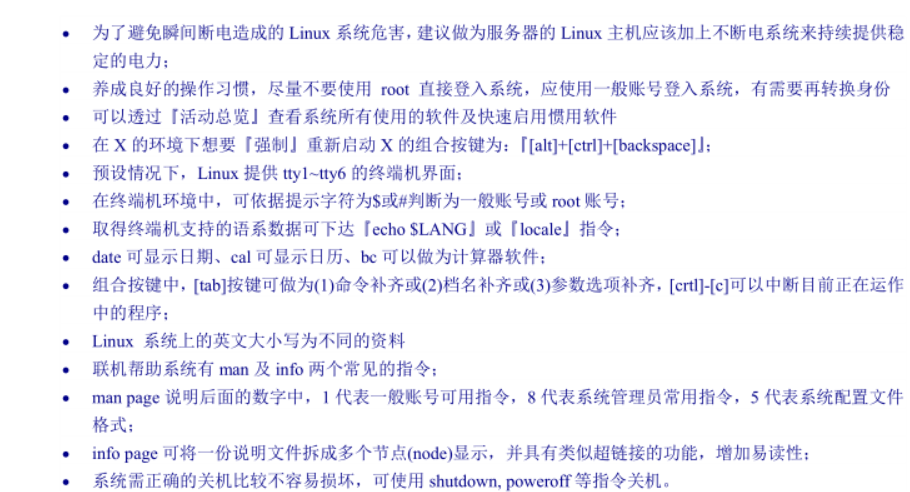 • 为了避免瞬间断电造成的 Linux 系统危害，建议做为服务器的 Linux 主机应该加上不断电系统来持续提供稳
定的电力；
• 养成良好的操作习惯，尽量不要使用 root 直接登入系统，应使用一般账号登入系统，有需要再转换身份
• 可以透过『活动总览』查看系统所有使用的软件及快速启用惯用软件
• 在 X 的环境下想要『强制』重新启动 X 的组合按键为：『[alt]+[ctrl]+[backspace]』；
• 预设情况下，Linux 提供 tty1~tty6 的终端机界面；
• 在终端机环境中，可依据提示字符为$或#判断为一般账号或 root 账号；
• 取得终端机支持的语系数据可下达『echo $LANG』或『locale』指令；
• date 可显示日期、cal 可显示日历、bc 可以做为计算器软件；
• 组合按键中，[tab]按键可做为(1)命令补齐或(2)档名补齐或(3)参数选项补齐，[crtl]-[c]可以中断目前正在运作
中的程序；
• Linux 系统上的英文大小写为不同的资料
• 联机帮助系统有 man 及 info 两个常见的指令；
• man page 说明后面的数字中，1 代表一般账号可用指令，8 代表系统管理员常用指令，5 代表系统配置文件
格式；
• info page 可将一份说明文件拆成多个节点(node)显示，并具有类似超链接的功能，增加易读性；
• 系统需正确的关机比较不容易损坏，可使用 shutdown, poweroff 等指令关机。